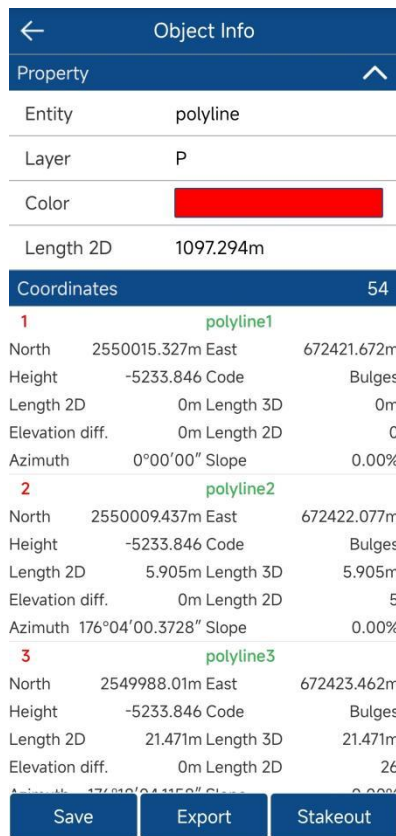 Object Info
Property
Entity polyline
Layer P
Color
Length 2D 1097.294m
Coordinates 54
1 polyline1
North 2550015.327m East 672421.672m
Height -5233.846 Code Bulges
Length 2D 0m Length 3D 0m
Elevation diff. 0m Length 2D 0
Azimuth 0°00'00" Slope 0.00%
2 polyline2
North 2550009.437m East 672422.077m
Height -5233.846 Code Bulges
Length 2D 5.905m Length 3D 5.905m
Elevation diff. 0m Length 2D 5
Azimuth 176°04'00.3728" Slope 0.00%
3 polyline3
North 2549988.01m East 672423.462m
Height -5233.846 Code Bulges
Length 2D 21.471m Length 3D 21.471m
Elevation diff. 0m Length 2D 26
Save Export Stakeout